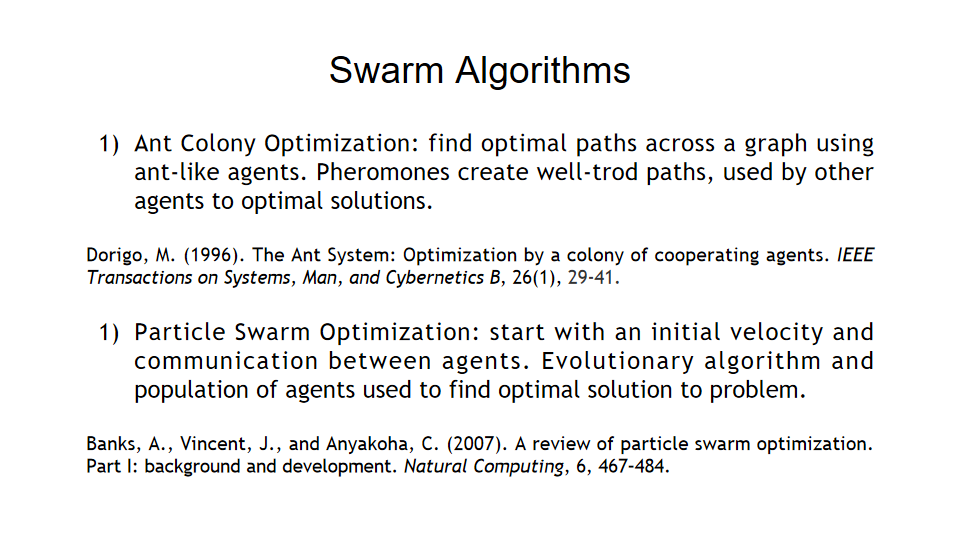 Swarm Algorithms
1) Ant Colony Optimization: find optimal paths across a graph using
ant-like agents. Pheromones create well-trod paths, used by other
agents to optimal solutions.
Dorigo, M. (1996). The Ant System: Optimization by a colony of cooperating agents. IEEE
Transactions on Systems, Man, and Cybernetics B, 26(1), 29-41.
1) Particle Swarm Optimization: start with an initial velocity and
communication between agents. Evolutionary algorithm and
population of agents used to find optimal solution to problem.
Banks, A., Vincent, J., and Anyakoha, C. (2007). A review of particle swarm optimization.
Part I: background and development. Natural Computing, 6, 467–484.